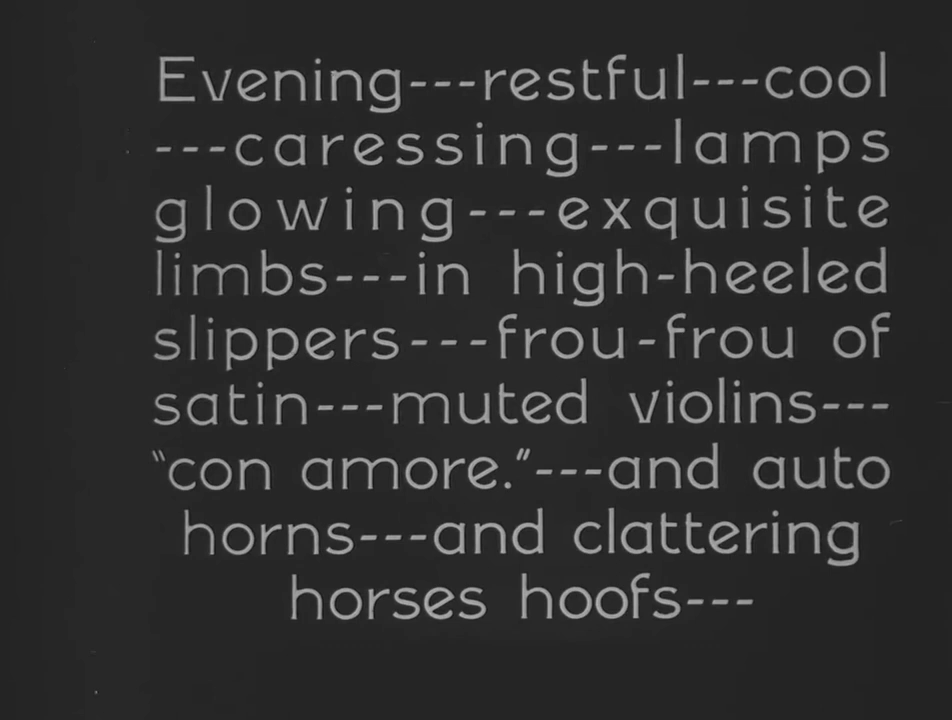 Evening---restful---cool
---caressing---lamps
glowing---exquisite
limbs---in high-heeled
slippers---frou-frou of
satin---muted violins---
"con amore."---and auto
horns---and clattering
horses hoofs---